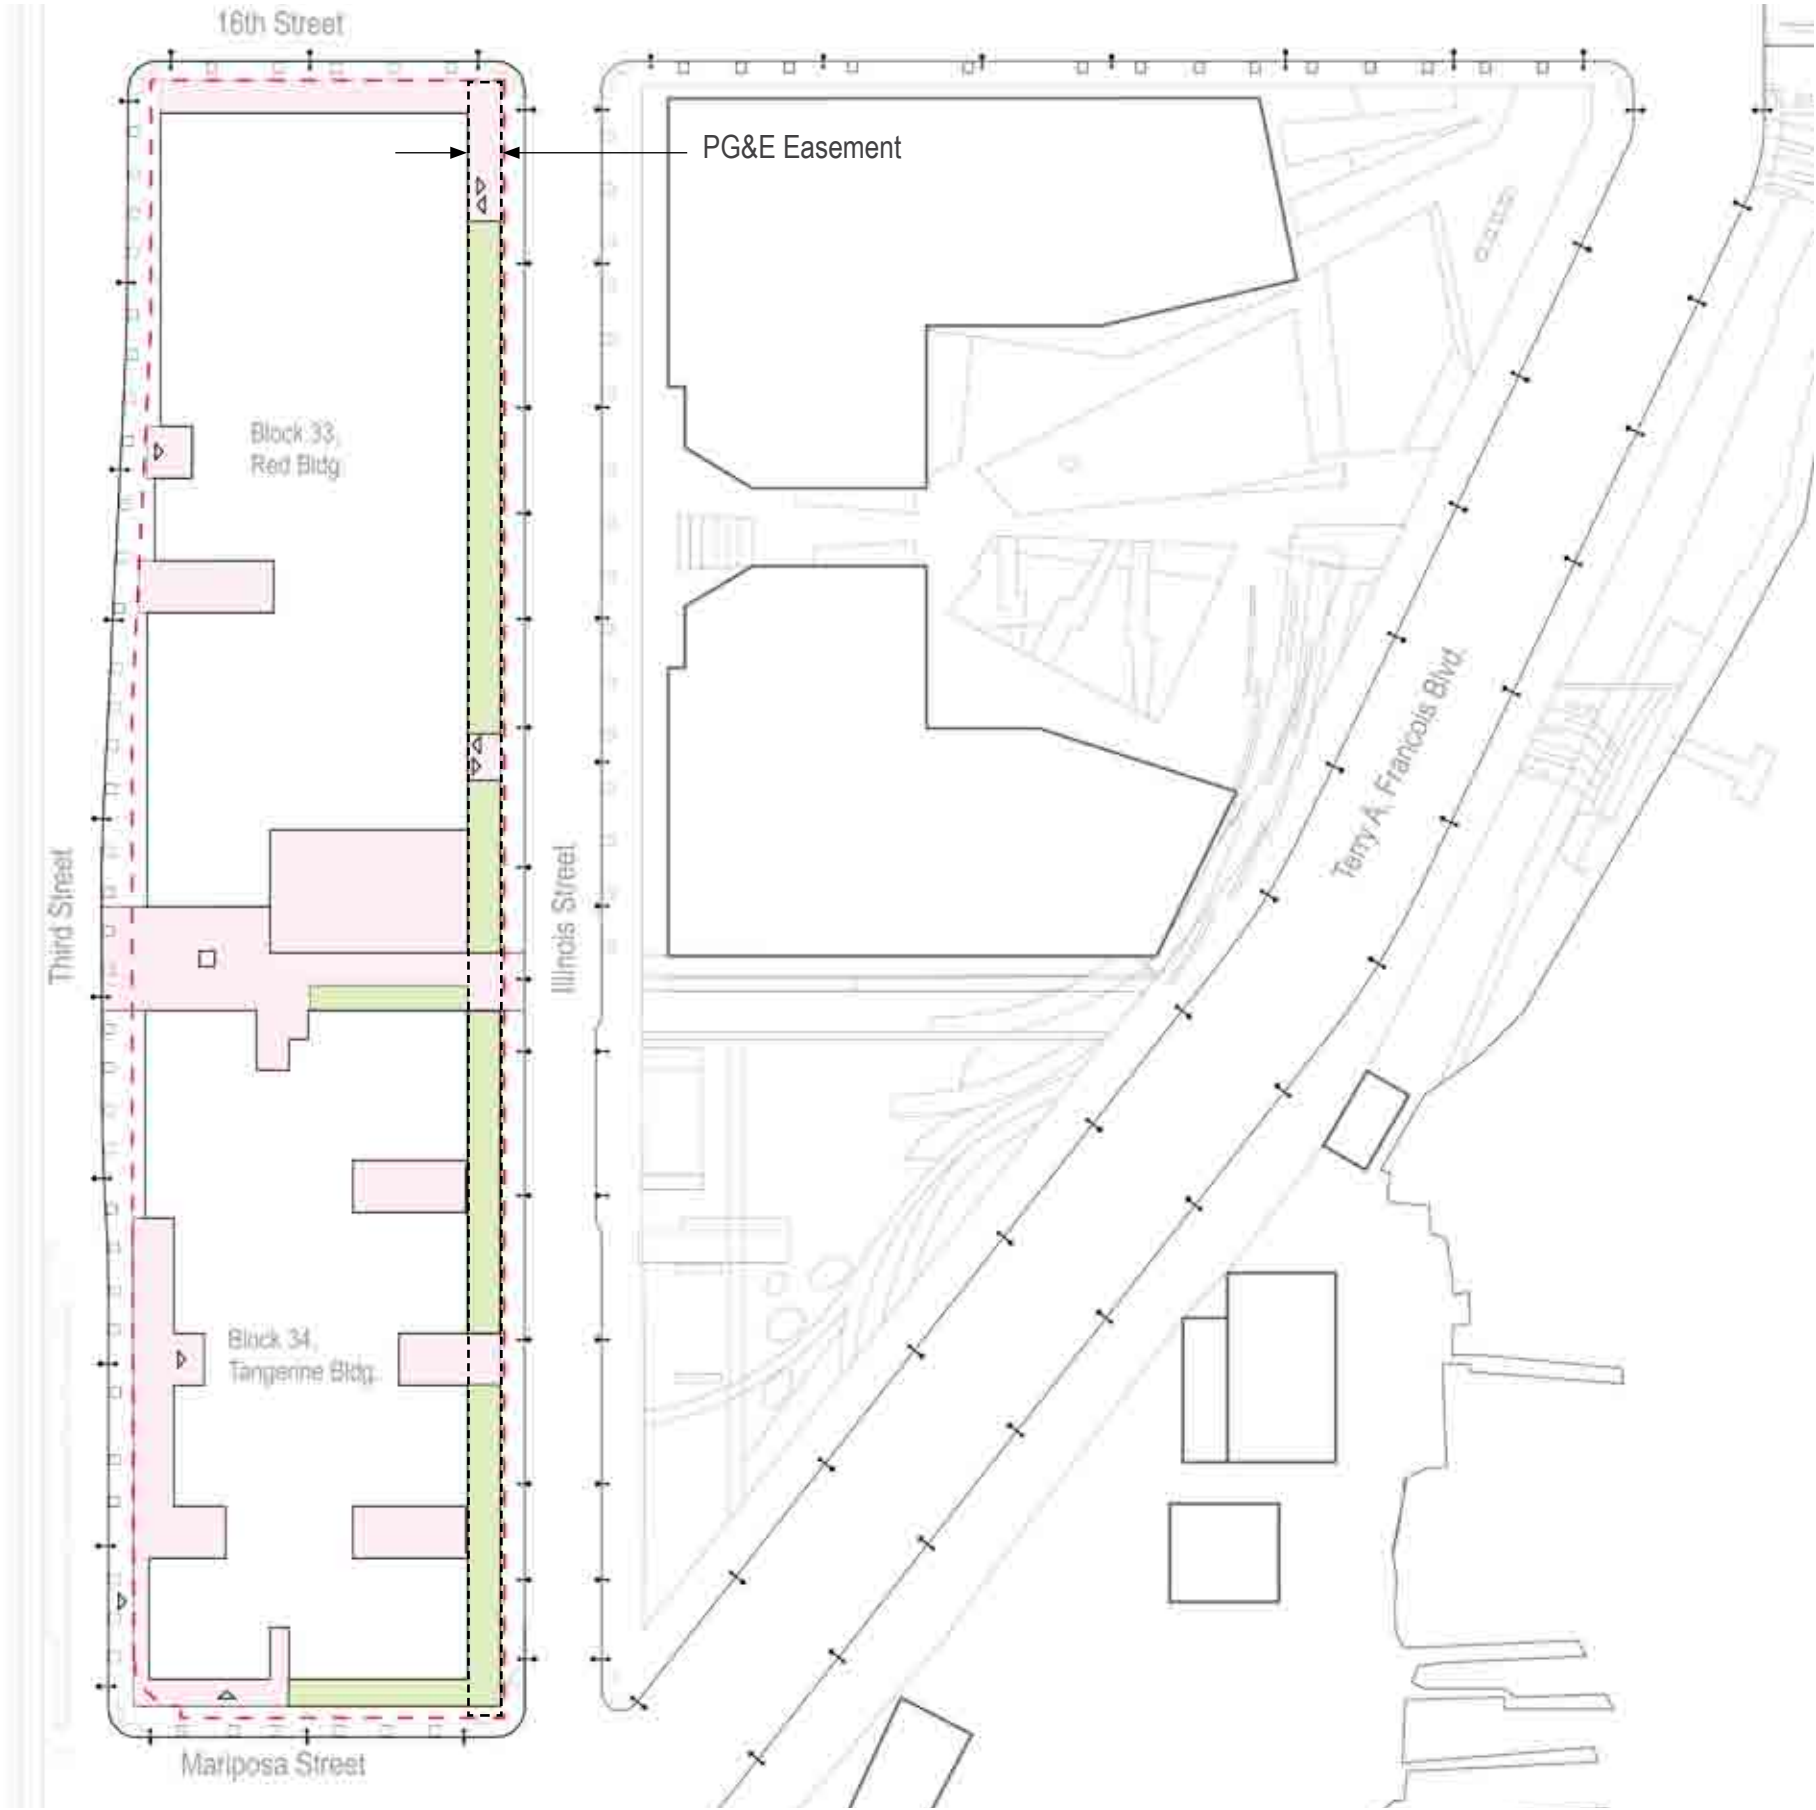 16th Street
PG&E Easement
Block 33,
Red Bldg.
Terry A. Francois Blvd.
Third Street
Illinois Street
Block 34,
Tangerine Bldg.
Mariposa Street